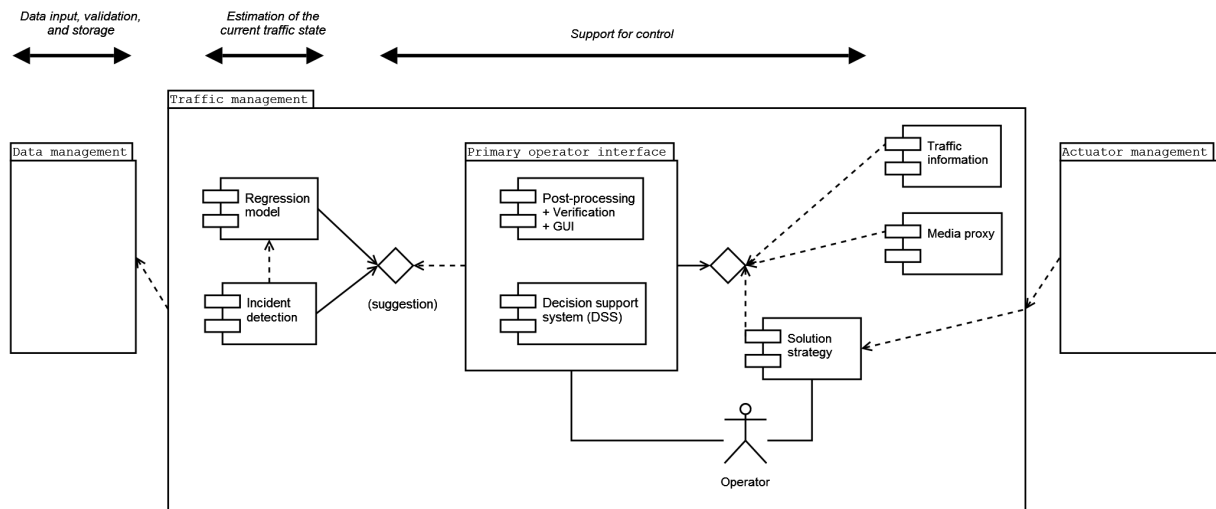 Data input, validation,
and storage
Estimation of the
current traffic state
Support for control
Traffic management
Data management
Primary operator interface
Actuator management
Traffic
information
Regression
model
Post-processing
+ Verification
+ GUI
Media proxy
Incident
detection
(suggestion)
Decision support
system (DSS)
Solution
strategy
Operator